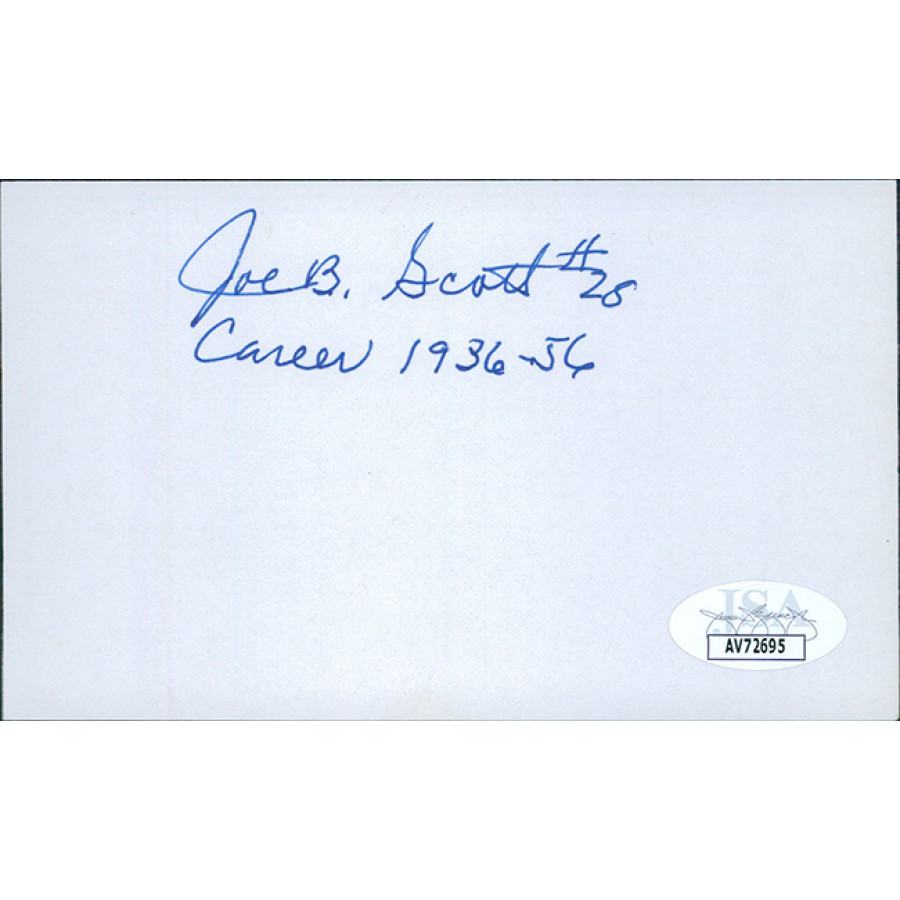 Joe B. Scott #28
Career 1936-56
JSA
AV72695